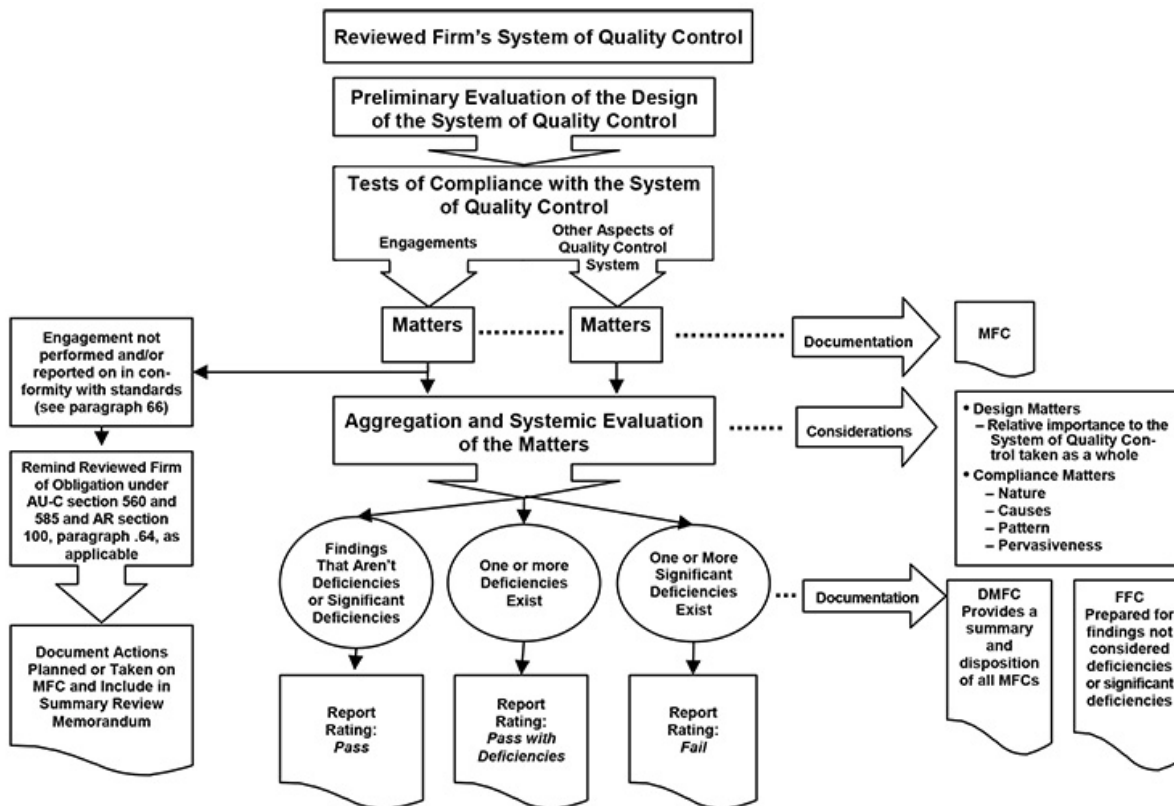 Reviewed Firm's System of Quality Control
Preliminary Evaluation of the Design
of the System of Quality Control
Tests of Compliance with the System
of Quality Control
Engagements
Other Aspects of
Quality Control
System
Matters
Matters
Documentation
MFC
Engagement not
performed and/or
reported on in con-
formity with standards
(see paragraph 66)
Aggregation and Systemic Evaluation
of the Matters
Considerations
• Design Matters
– Relative importance to the
System of Quality Con-
trol taken as a whole
• Compliance Matters
– Nature
– Causes
– Pattern
– Pervasiveness
Remind Reviewed Firm
of Obligation under
AU-C section 560 and
585 and AR section
100, paragraph .64, as
applicable
Findings
That Aren't
Deficiencies
or Significant
Deficiencies
One or more
Deficiencies
Exist
One or More
Significant
Deficiencies
Exist
Documentation
DMFC
Provides a
summary
and
disposition
of all MFCs
FFC
Prepared for
findings not
considered
deficiencies
or significant
deficiencies
Document Actions
Planned or Taken on
MFC and Include in
Summary Review
Memorandum
Report
Rating:
Pass
Report
Rating:
Pass with
Deficiencies
Report
Rating:
Fail